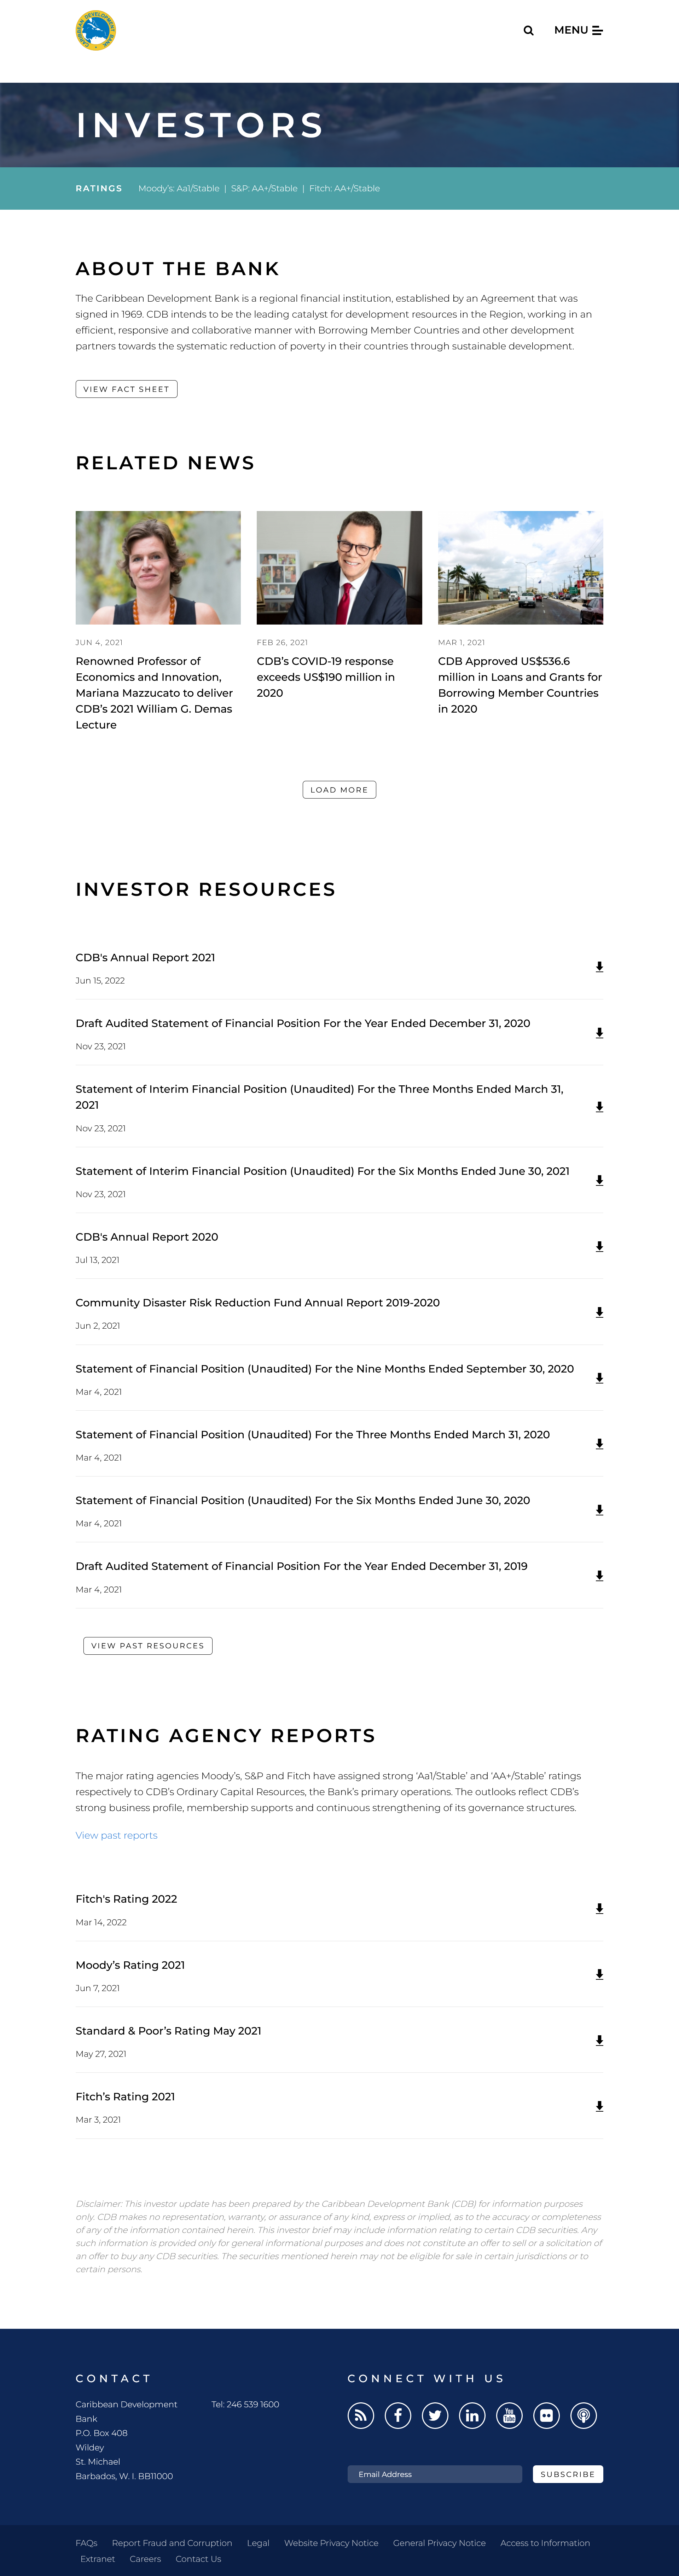 CARIBBEAN DEVELOPMENT BANK
MENU
INVESTORS
RATINGS Moody's: Aa1/Stable | S&P: AA+/Stable | Fitch: AA+/Stable
ABOUT THE BANK
The Caribbean Development Bank is a regional financial institution, established by an Agreement that was
signed in 1969. CDB intends to be the leading catalyst for development resources in the Region, working in an
efficient, responsive and collaborative manner with Borrowing Member Countries and other development
partners towards the systematic reduction of poverty in their countries through sustainable development.
VIEW FACT SHEET
RELATED NEWS
JUN 4, 2021
Renowned Professor of
Economics and Innovation,
Mariana Mazzucato to deliver
CDB's 2021 William G. Demas
Lecture
FEB 26, 2021
CDB's COVID-19 response
exceeds US$190 million in
2020
MAR 1, 2021
CDB Approved US$536.6
million in Loans and Grants for
Borrowing Member Countries
in 2020
LOAD MORE
INVESTOR RESOURCES
CDB's Annual Report 2021
Jun 15, 2022
Draft Audited Statement of Financial Position For the Year Ended December 31, 2020
Nov 23, 2021
Statement of Interim Financial Position (Unaudited) For the Three Months Ended March 31,
2021
Nov 23, 2021
Statement of Interim Financial Position (Unaudited) For the Six Months Ended June 30, 2021
Nov 23, 2021
CDB's Annual Report 2020
Jul 13, 2021
Community Disaster Risk Reduction Fund Annual Report 2019-2020
Jun 2, 2021
Statement of Financial Position (Unaudited) For the Nine Months Ended September 30, 2020
Mar 4, 2021
Statement of Financial Position (Unaudited) For the Three Months Ended March 31, 2020
Mar 4, 2021
Statement of Financial Position (Unaudited) For the Six Months Ended June 30, 2020
Mar 4, 2021
Draft Audited Statement of Financial Position For the Year Ended December 31, 2019
Mar 4, 2021
VIEW PAST RESOURCES
RATING AGENCY REPORTS
The major rating agencies Moody's, S&P and Fitch have assigned strong 'Aa1/Stable' and 'AA+/Stable' ratings
respectively to CDB's Ordinary Capital Resources, the Bank's primary operations. The outlooks reflect CDB's
strong business profile, membership supports and continuous strengthening of its governance structures.
View past reports
Fitch's Rating 2022
Mar 14, 2022
Moody's Rating 2021
Jun 7, 2021
Standard & Poor's Rating May 2021
May 27, 2021
Fitch's Rating 2021
Mar 3, 2021
Disclaimer: This investor update has been prepared by the Caribbean Development Bank (CDB) for information purposes
only. CDB makes no representation, warranty, or assurance of any kind, express or implied, as to the accuracy or completeness
of any of the information contained herein. This investor brief may include information relating to certain CDB securities. Any
such information is provided only for general informational purposes and does not constitute an offer to sell or a solicitation of
an offer to buy any CDB securities. The securities mentioned herein may not be eligible for sale in certain jurisdictions or to
certain persons.
CONTACT
Caribbean Development
Bank
P.O. Box 408
Wildey
St. Michael
Barbados, W. I. BB11000
Tel: 246 539 1600
CONNECT WITH US
You Tube
Email Address SUBSCRIBE
FAQs Report Fraud and Corruption Legal Website Privacy Notice General Privacy Notice Access to Information
Extranet Careers Contact Us